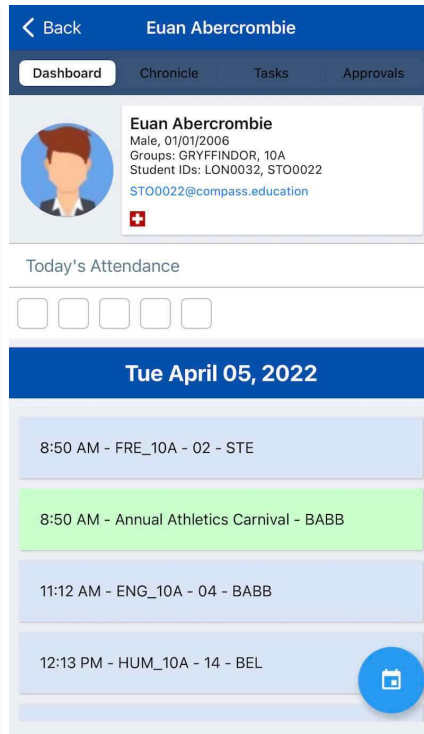 Back
Euan Abercrombie
Dashboard
Chronicle
Tasks
Approvals
Euan Abercrombie
Male, 01/01/2006
Groups: GRYFFINDOR, 10A
Student IDs: LON0032, STO0022
STO0022@compass.education
Today's Attendance
Tue April 05, 2022
8:50 AM - FRE_10A - 02 - STE
8:50 AM - Annual Athletics Carnival - BABB
11:12 AM - ENG_10A - 04 - BABB
12:13 PM - HUM_10A - 14 - BEL